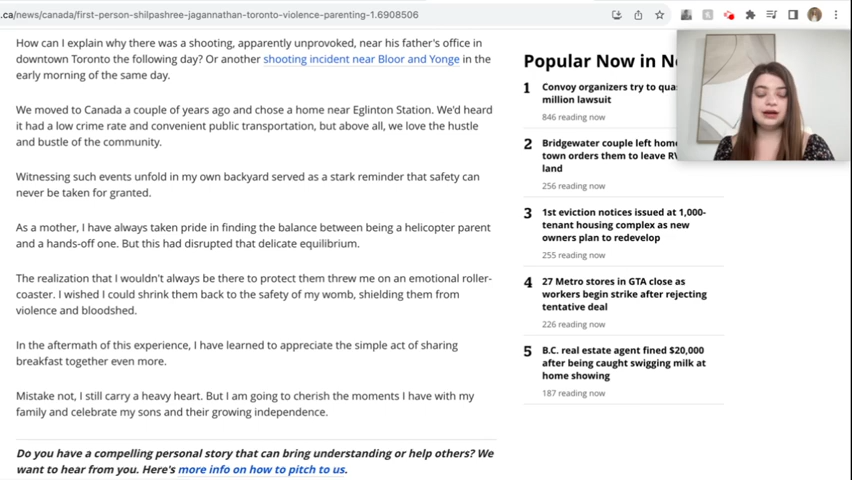 .ca/news/canada/first-person-shilpashree-jagannathan-toronto-violence-parenting-1.6908506
How can I explain why there was a shooting, apparently unprovoked, near his father's office in
downtown Toronto the following day? Or another shooting incident near Bloor and Yonge in the
early morning of the same day.
We moved to Canada a couple of years ago and chose a home near Eglinton Station. We'd heard
it had a low crime rate and convenient public transportation, but above all, we love the hustle
and bustle of the community.
Witnessing such events unfold in my own backyard served as a stark reminder that safety can
never be taken for granted.
As a mother, I have always taken pride in finding the balance between being a helicopter parent
and a hands-off one. But this had disrupted that delicate equilibrium.
The realization that I wouldn't always be there to protect them threw me on an emotional roller-
coaster. I wished I could shrink them back to the safety of my womb, shielding them from
violence and bloodshed.
In the aftermath of this experience, I have learned to appreciate the simple act of sharing
breakfast together even more.
Mistake not, I still carry a heavy heart. But I am going to cherish the moments I have with my
family and celebrate my sons and their growing independence.
Do you have a compelling personal story that can bring understanding or help others? We
want to hear from you. Here's more info on how to pitch to us.
Popular Now in N
1 Convoy organizers try to qua
million lawsuit
846 reading now
2 Bridgewater couple left hom
town orders them to leave RV
land
256 reading now
3 1st eviction notices issued at 1,000-
tenant housing complex as new
owners plan to redevelop
255 reading now
4 27 Metro stores in GTA close as
workers begin strike after rejecting
tentative deal
226 reading now
5 B.C. real estate agent fined $20,000
after being caught swigging milk at
home showing
187 reading now